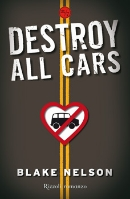 DESTROY
ALL CARS
BLAKE NELSON
Rizzoli romanzo